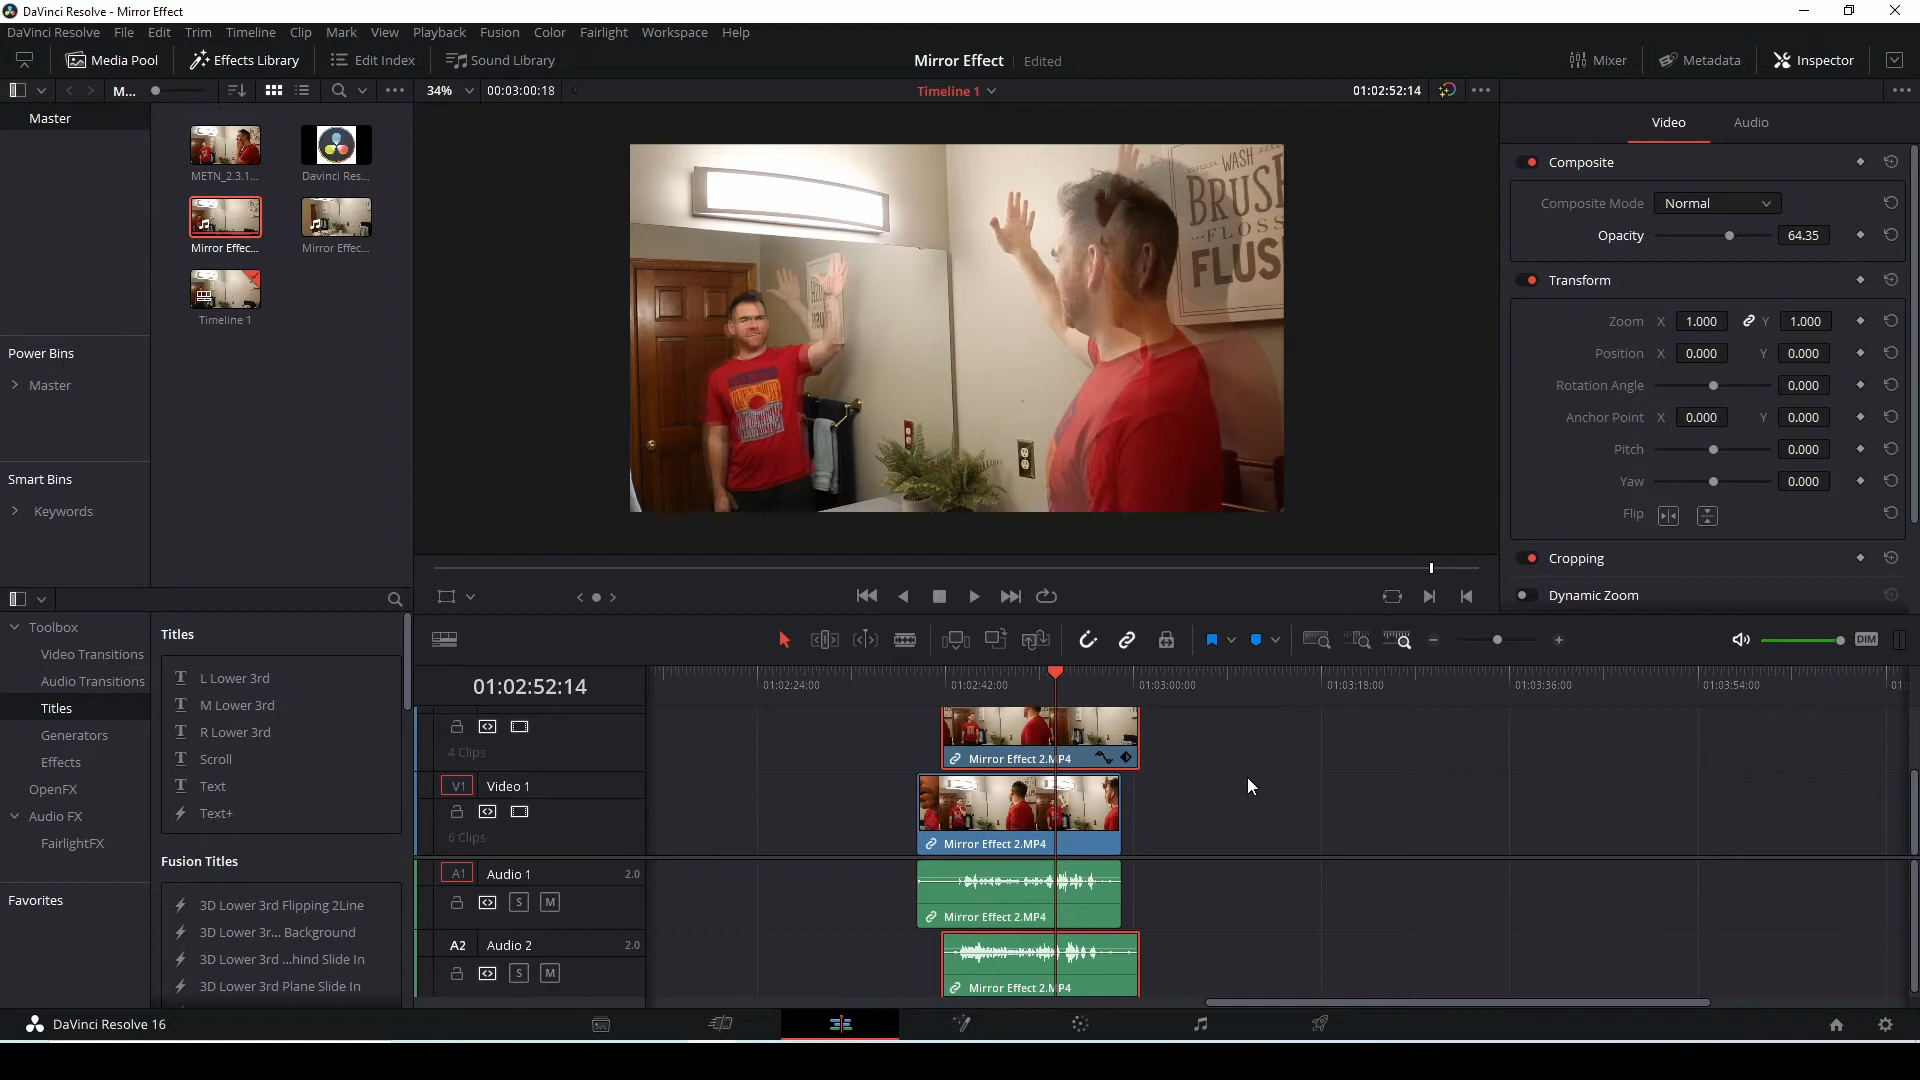 DaVinci Resolve - Mirror Effect
DaVinci Resolve File Edit Trim Timeline Clip Mark View Playback Fusion Color Fairlight Workspace Help
Media Pool Effects Library Edit Index Sound Library Mirror Effect Edited Mixer Metadata Inspector
M... 34% 00:03:00:18 Timeline 1 01:02:52:14
Master
METN_2.3.1... Davinci Res...
Mirror Effec... Mirror Effec...
Timeline 1
Power Bins
Master
Smart Bins
Keywords
WASH
BRUSH
FLOSS
FLUSH
Video Audio
Composite
Composite Mode Normal
Opacity 64.35
Transform
Zoom X 1.000 Y 1.000
Position X 0.000 Y 0.000
Rotation Angle 0.000
Anchor Point X 0.000 Y 0.000
Pitch 0.000
Yaw 0.000
Flip
Cropping
Dynamic Zoom
Toolbox
Video Transitions
Audio Transitions
Titles
Generators
Effects
OpenFX
Audio FX
FairlightFX
Favorites
Titles
L Lower 3rd
M Lower 3rd
R Lower 3rd
Scroll
Text
Text+
Fusion Titles
3D Lower 3rd Flipping 2Line
3D Lower 3r... Background
3D Lower 3rd ...hind Slide In
3D Lower 3rd Plane Slide In
DIM
01:02:52:14 01:02:24:00 01:02:42:00 01:03:00:00 01:03:18:00 01:03:36:00 01:03:54:00 01:
4 Clips
Mirror Effect 2.MP4
V1 Video 1
6 Clips
Mirror Effect 2.MP4
A1 Audio 1 2.0
S M
Mirror Effect 2.MP4
A2 Audio 2 2.0
S M
Mirror Effect 2.MP4
DaVinci Resolve 16